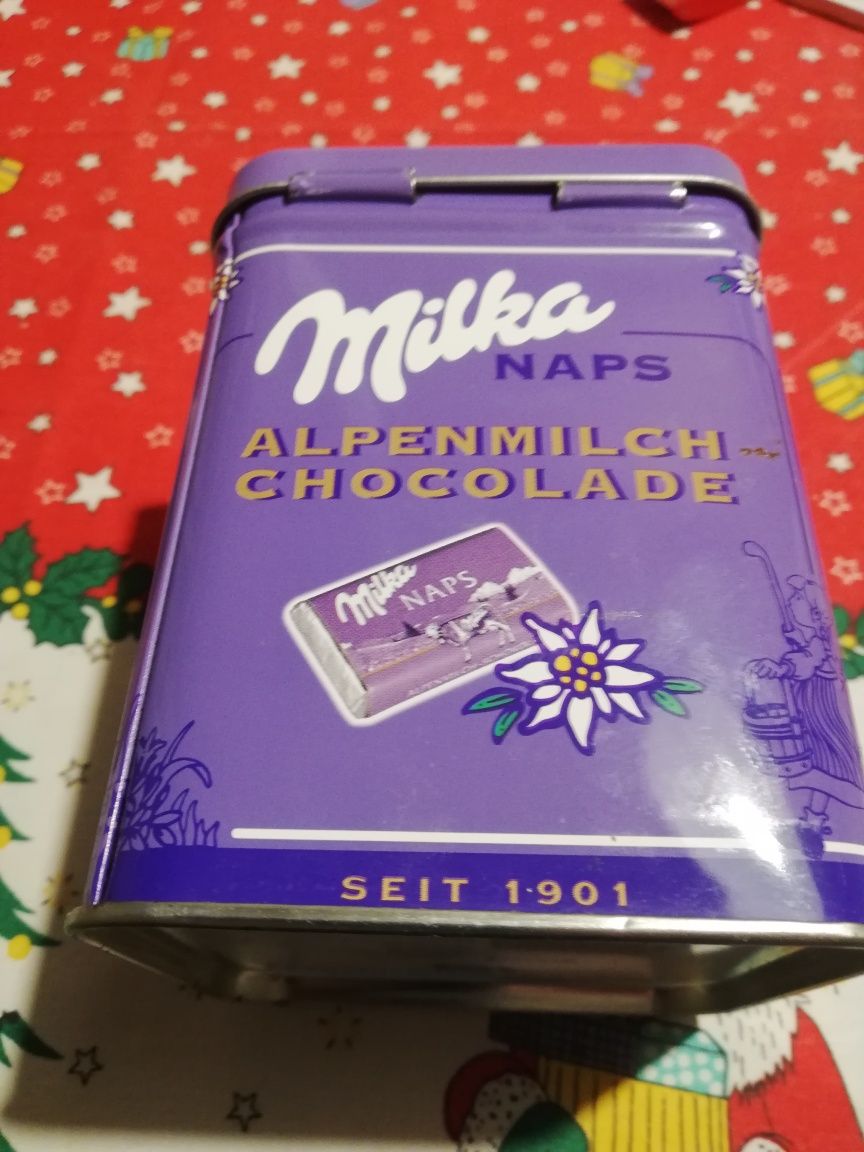 Milka
NAPS
ALPENMILCH
CHOCOLADE
Milka
NAPS
SEIT 1901